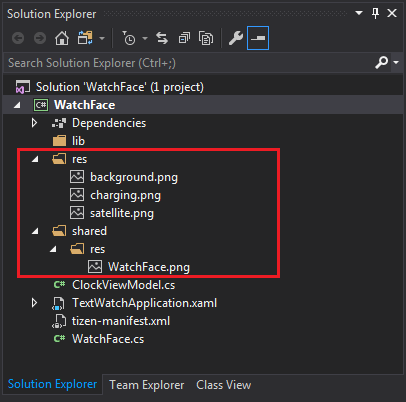 Solution Explorer
Search Solution Explorer (Ctrl+;)
Solution 'WatchFace' (1 project)
C# WatchFace
Dependencies
lib
res
background.png
charging.png
satellite.png
shared
res
WatchFace.png
C# ClockViewModel.cs
TextWatchApplication.xaml
tizen-manifest.xml
C# WatchFace.cs
Solution Explorer Team Explorer Class View